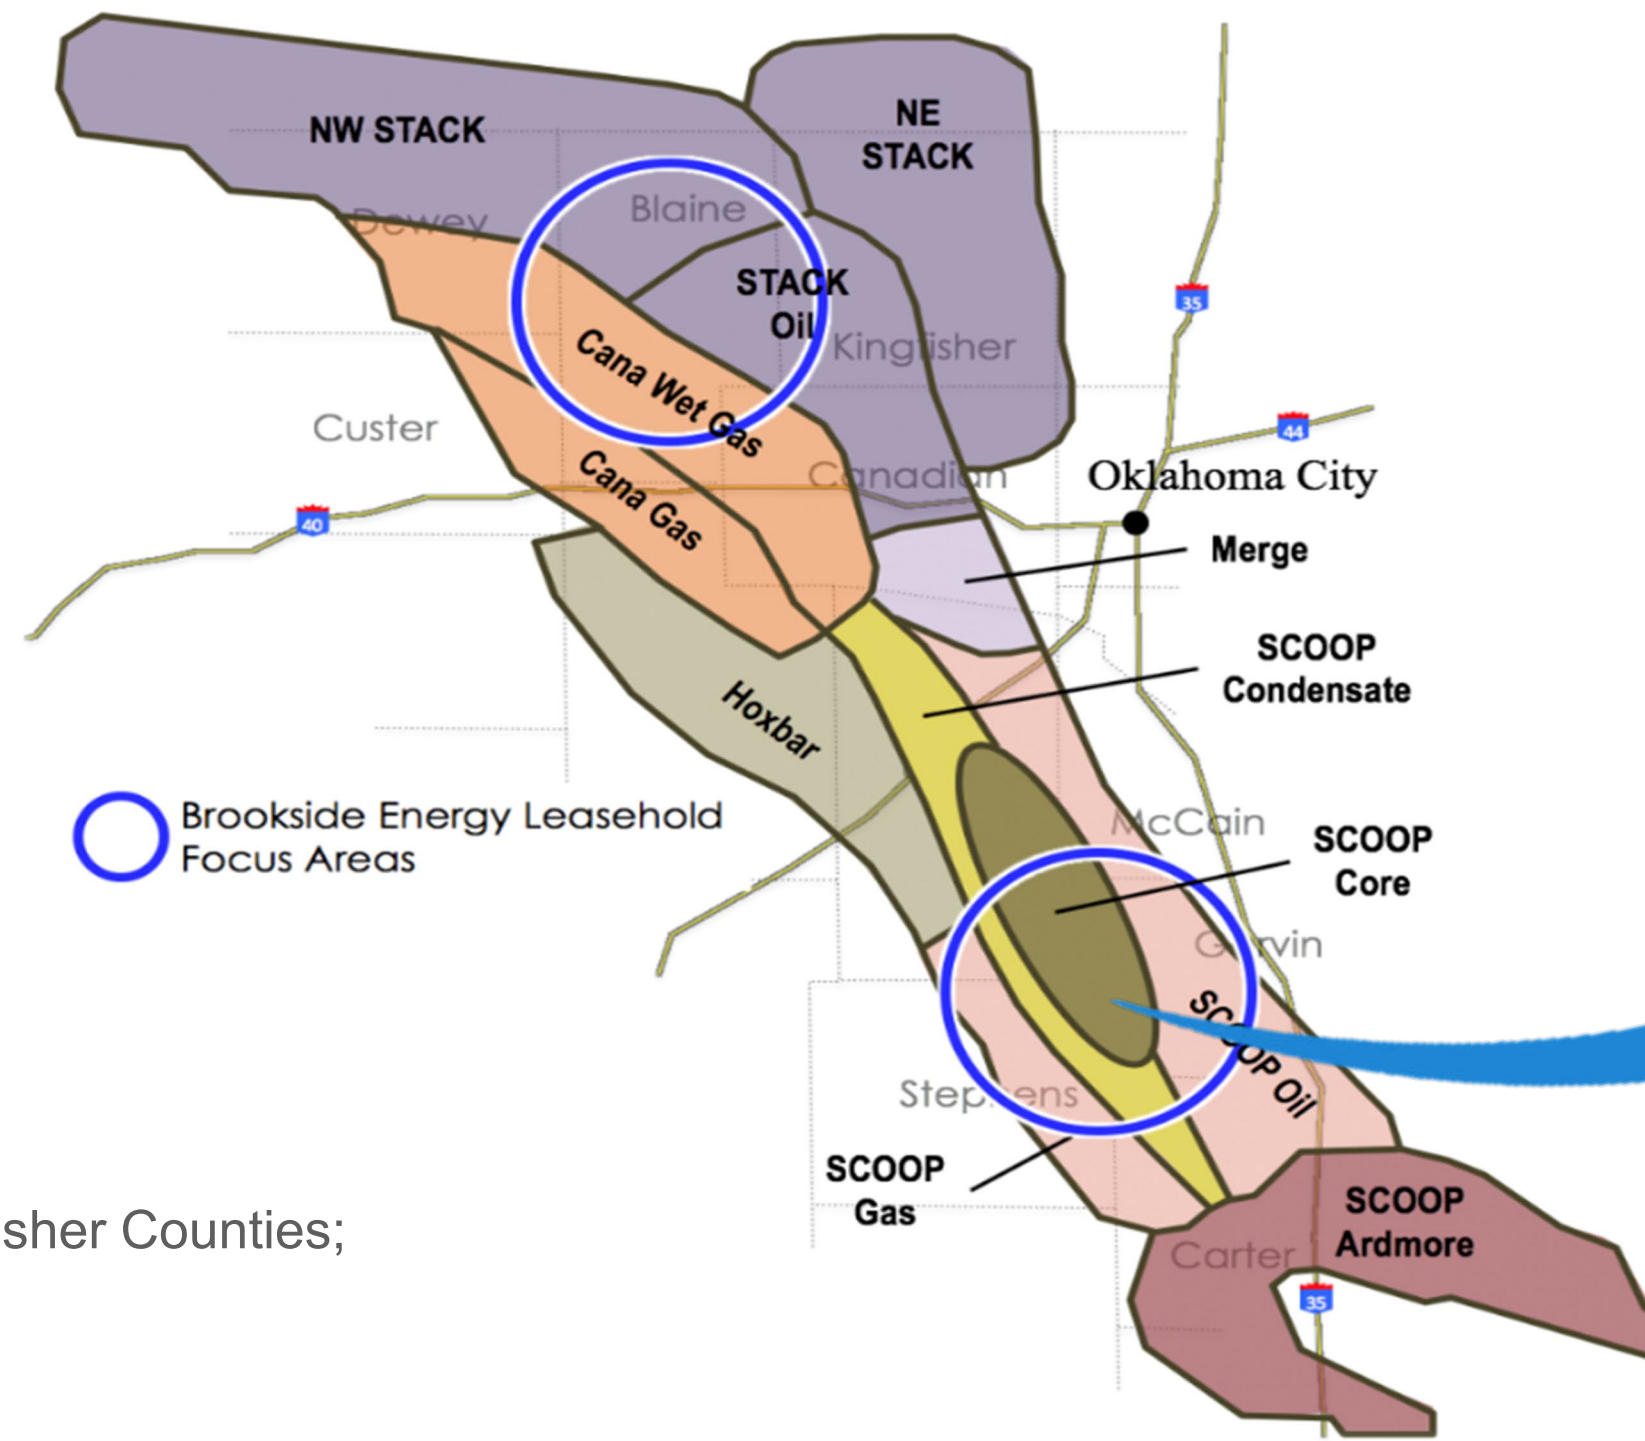 NW STACK
NE
STACK
Dewey
Blaine
STACK
Oil
35
Kingfisher
Cana Wet Gas
Custer
44
Canadian
Oklahoma City
Cana Gas
40
Merge
SCOOP
Condensate
Hoxbar
Brookside Energy Leasehold
Focus Areas
McCain
SCOOP
Core
Garvin
SCOOP Oil
Stephens
SCOOP
Gas
SCOOP
Ardmore
sher Counties;
Carter
35